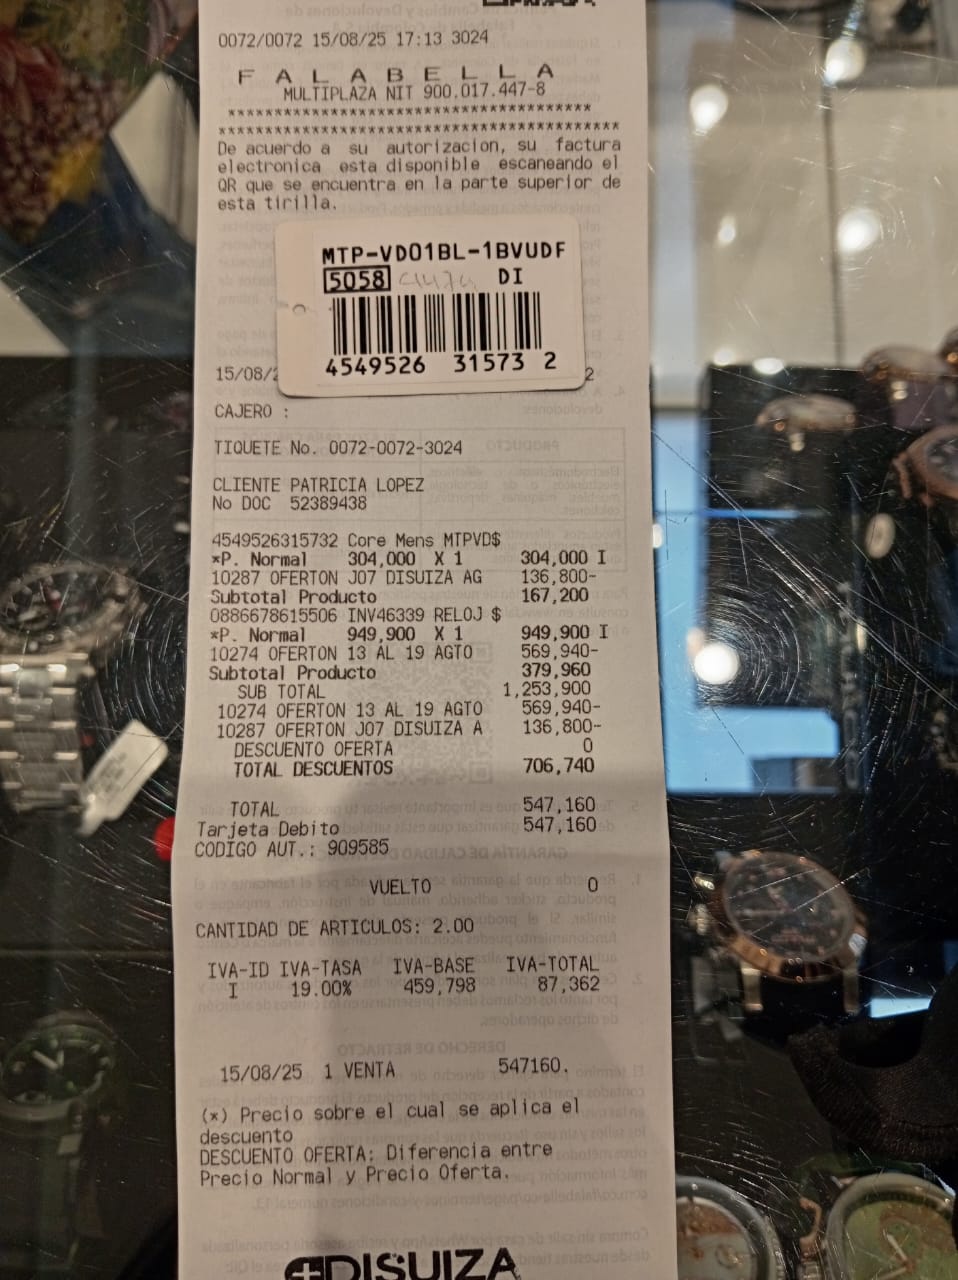 0072/0072 15/08/25 17:13 3024
F A L A B E L L A
MULTIPLAZA NIT 900.017.447-8
****************************************
*******************************************
De acuerdo a su autorizacion, su factura
electronica esta disponible escaneando el
QR que se encuentra en la parte superior de
esta tirilla.
MTP-VD01BL-1BVUDF
5058 DI
4549526 31573 2
15/08/2 2
CAJERO :
TIQUETE No. 0072-0072-3024
CLIENTE PATRICIA LOPEZ
No DOC 52389438
4549526315732 Core Mens MTPVD$
*P. Normal 304,000 X 1 304,000 I
10287 OFERTON J07 DISUIZA AG 136,800-
Subtotal Producto 167,200
0886678615506 INV46339 RELOJ $
*P. Normal 949,900 X 1 949,900 I
10274 OFERTON 13 AL 19 AGTO 569,940-
Subtotal Producto 379,960
SUB TOTAL 1,253,900
10274 OFERTON 13 AL 19 AGTO 569,940-
10287 OFERTON J07 DISUIZA A 136,800-
DESCUENTO OFERTA 0
TOTAL DESCUENTOS 706,740
TOTAL 547,160
Tarjeta Debito 547,160
CODIGO AUT.: 909585
VUELTO 0
CANTIDAD DE ARTICULOS: 2.00
IVA-ID IVA-TASA IVA-BASE IVA-TOTAL
I 19.00% 459,798 87,362
15/08/25 1 VENTA 547160.
(*) Precio sobre el cual se aplica el
descuento
DESCUENTO OFERTA: Diferencia entre
Precio Normal y Precio Oferta.
DISUIZA